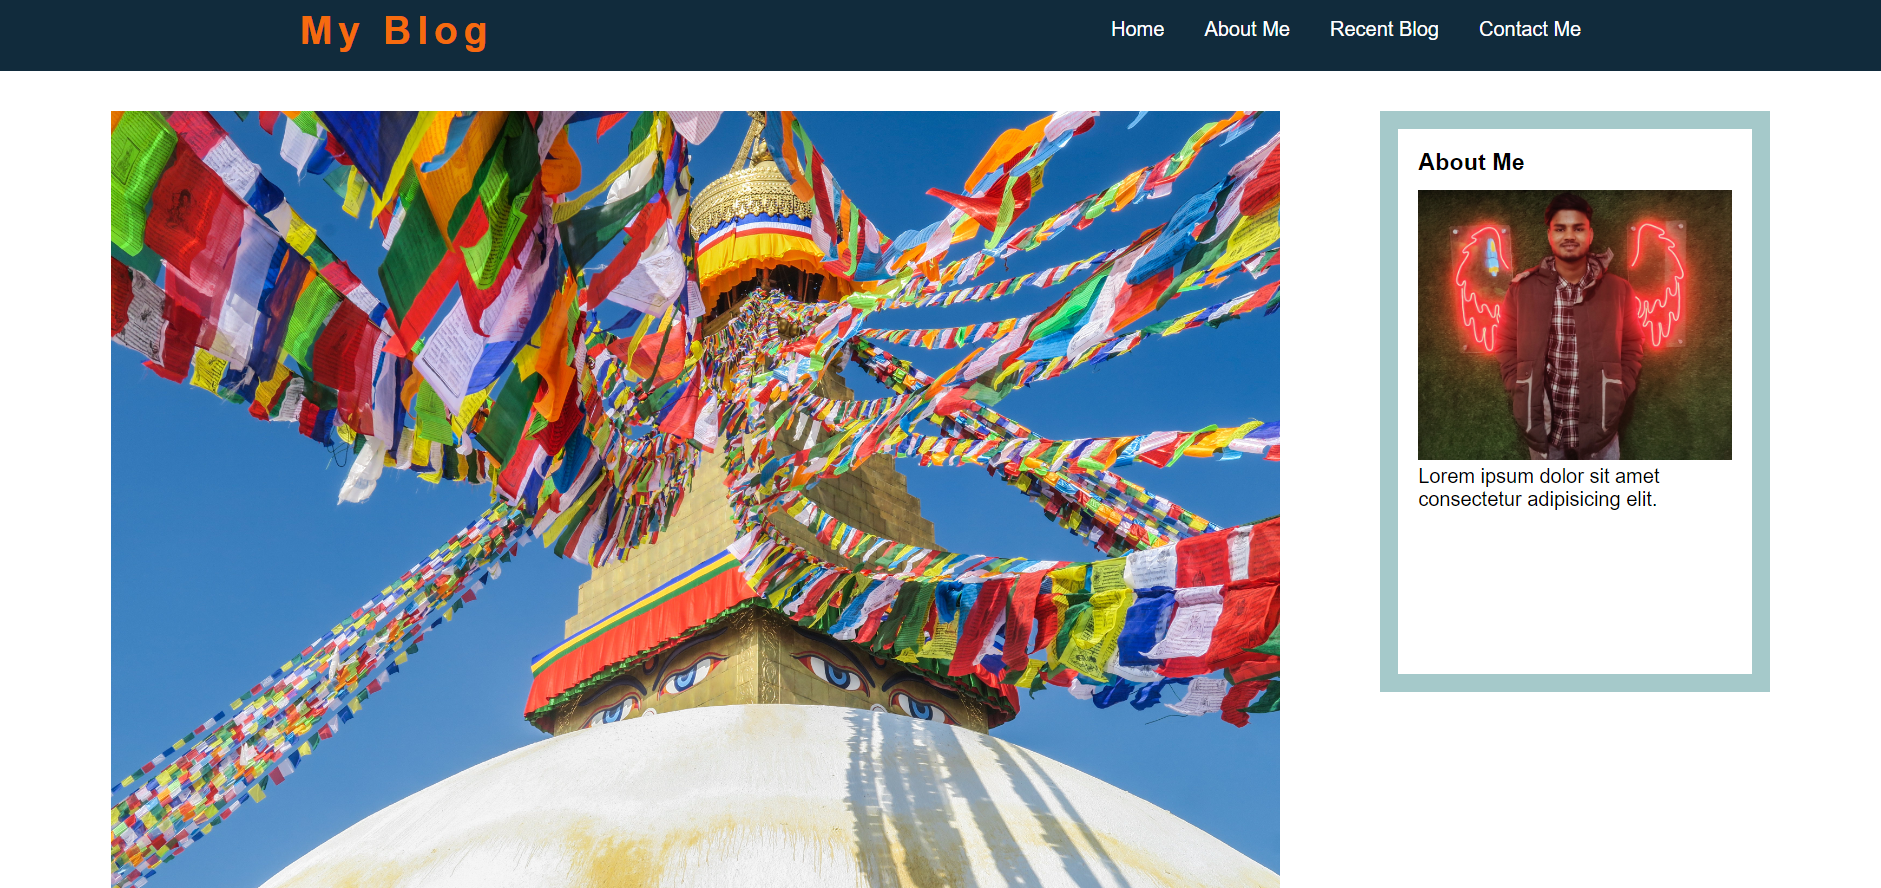 My Blog
Home
About Me
Recent Blog
Contact Me
About Me
Lorem ipsum dolor sit amet
consectetur adipisicing elit.